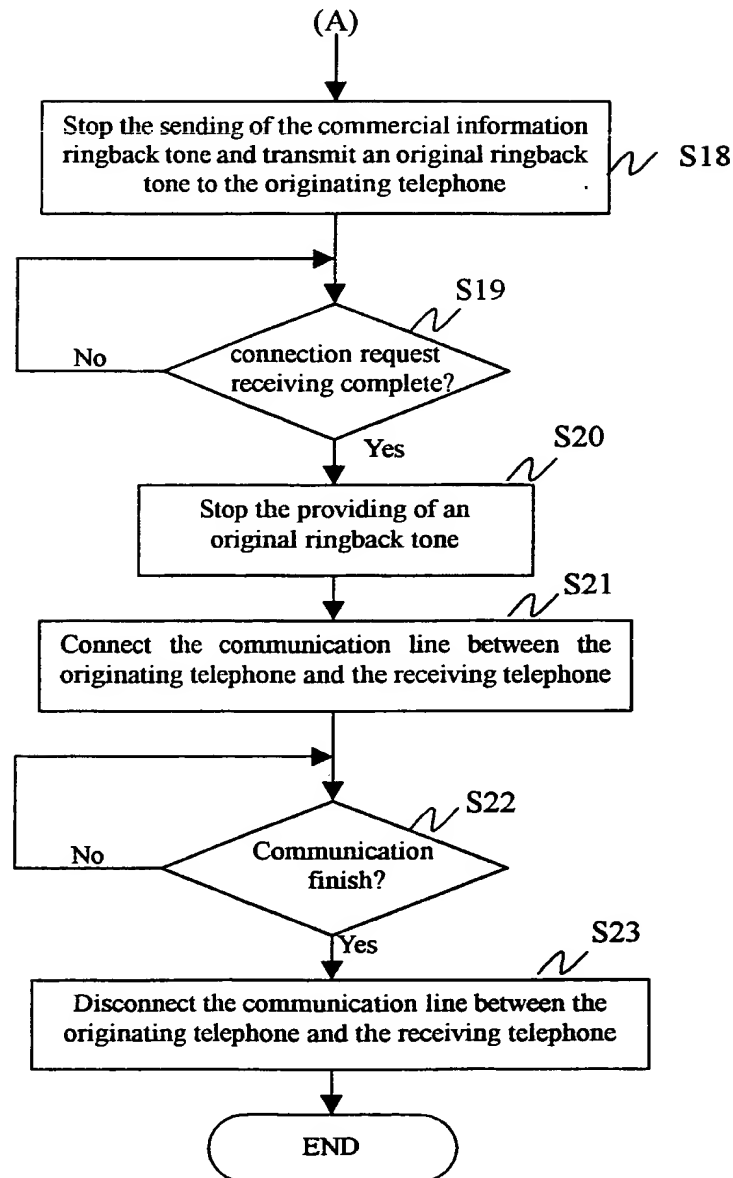 (A)
Stop the sending of the commercial information
ringback tone and transmit an original ringback
tone to the originating telephone
S18
S19
connection request
receiving complete?
No
Yes
S20
Stop the providing of an
original ringback tone
S21
Connect the communication line between the
originating telephone and the receiving telephone
S22
Communication
finish?
No
Yes
S23
Disconnect the communication line between the
originating telephone and the receiving telephone
END